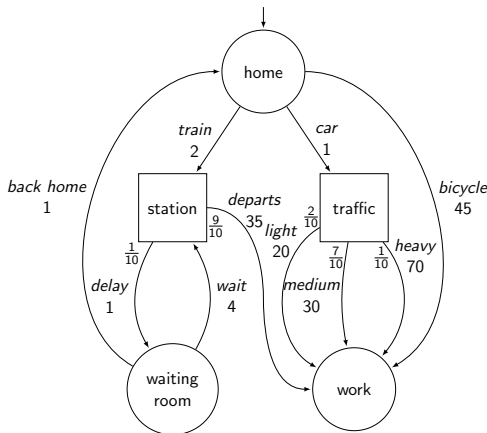 home
train
2
car
1
back home
1
bicycle
45
station
departs
35
9/10
traffic
2/10
light
20
1/10
delay
1
wait
4
7/10
medium
30
1/10
heavy
70
waiting
room
work